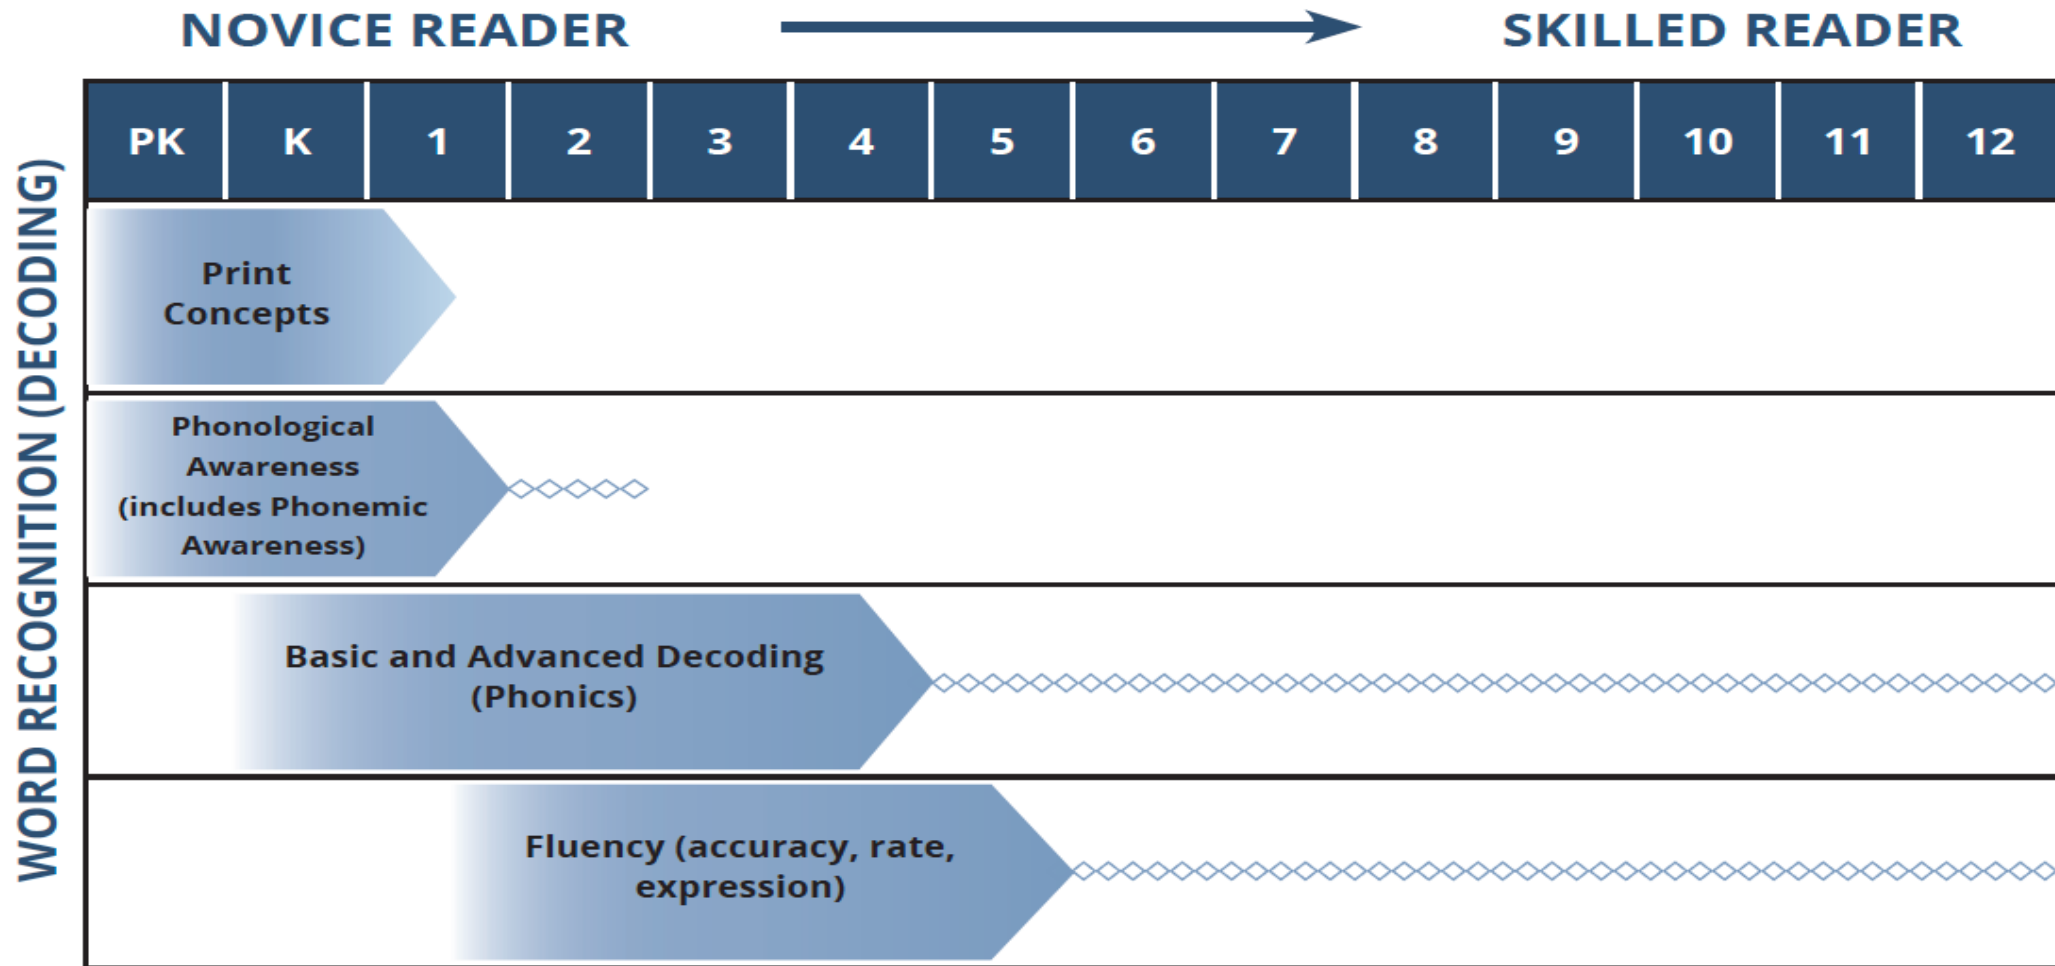 NOVICE READER SKILLED READER
PK K 1 2 3 4 5 6 7 8 9 10 11 12
WORD RECOGNITION (DECODING)
Print
Concepts
Phonological
Awareness
(includes Phonemic
Awareness)
Basic and Advanced Decoding
(Phonics)
Fluency (accuracy, rate,
expression)